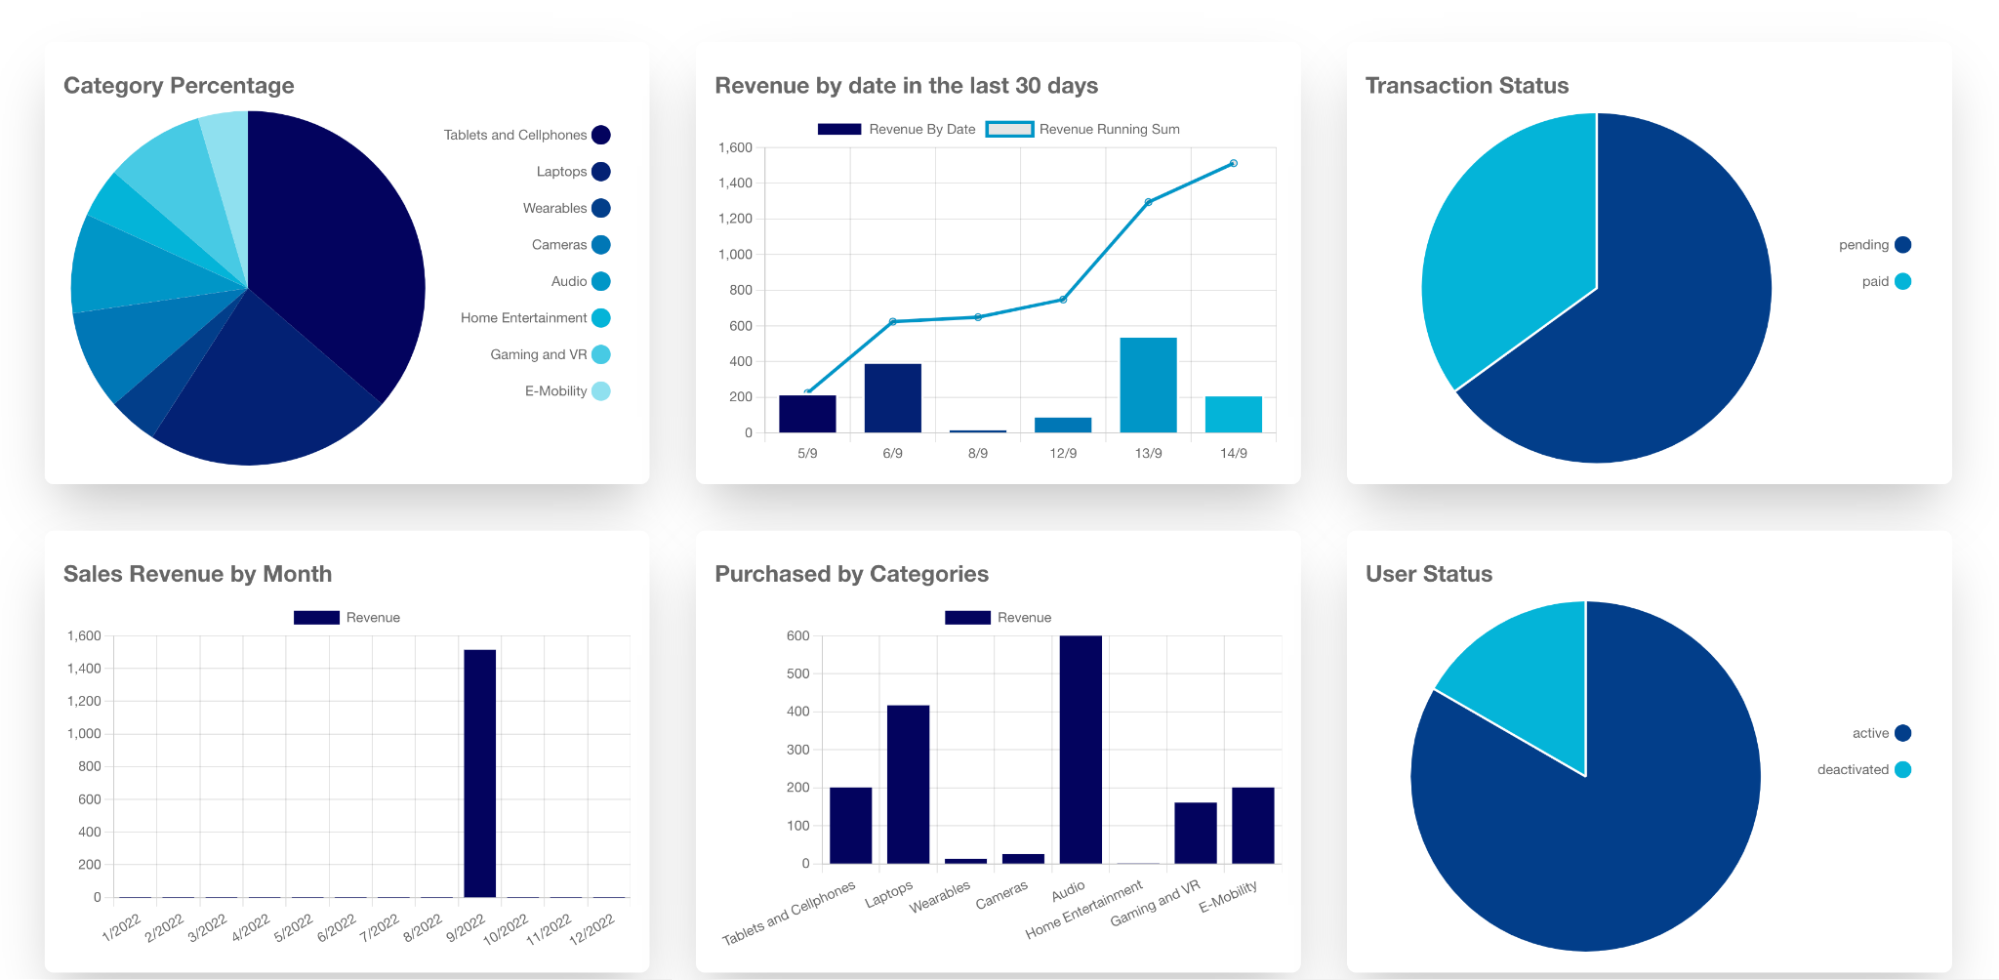 Category Percentage
Tablets and Cellphones
Laptops
Wearables
Cameras
Audio
Home Entertainment
Gaming and VR
E-Mobility
Revenue by date in the last 30 days
Revenue By Date Revenue Running Sum
1,600
1,400
1,200
1,000
800
600
400
200
0
5/9 6/9 8/9 12/9 13/9 14/9
Transaction Status
pending
paid
Sales Revenue by Month
Revenue
1,600
1,400
1,200
1,000
800
600
400
200
0
1/2022 2/2022 3/2022 4/2022 5/2022 6/2022 7/2022 8/2022 9/2022 10/2022 11/2022 12/2022
Purchased by Categories
Revenue
600
500
400
300
200
100
0
Tablets and Cellphones Laptops Wearables Cameras Audio Home Entertainment Gaming and VR E-Mobility
User Status
active
deactivated